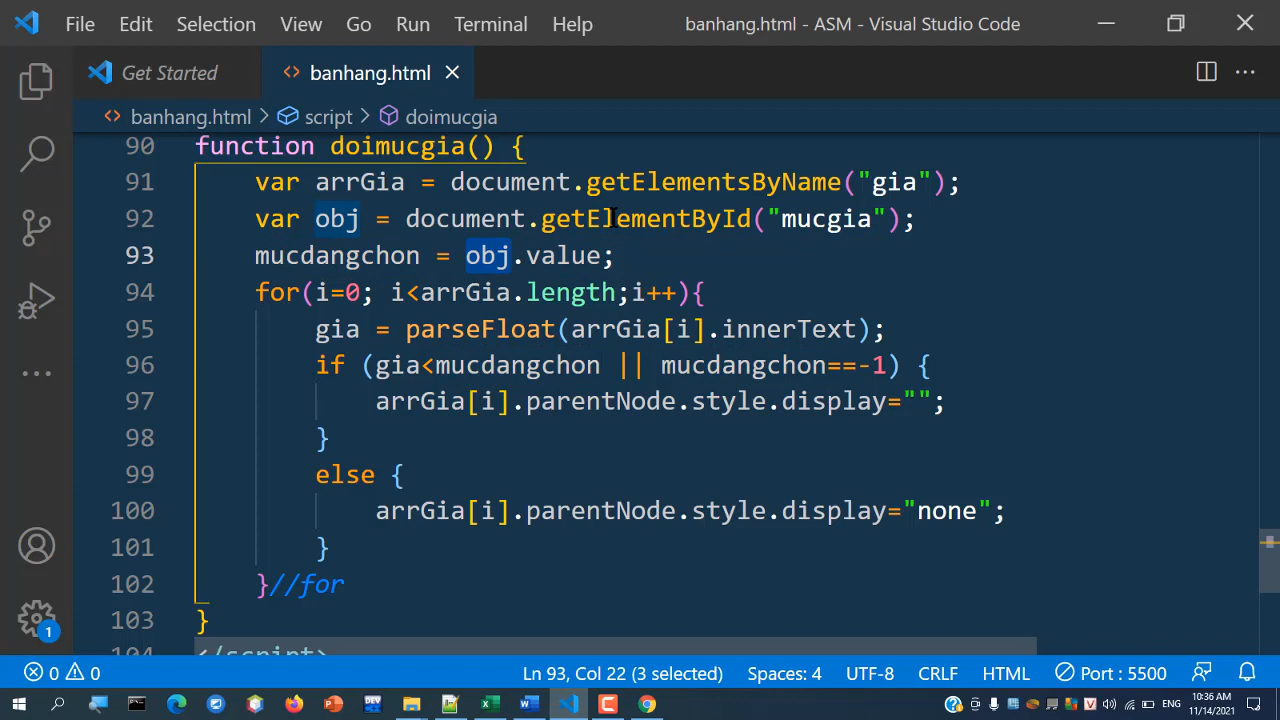 File Edit Selection View Go Run Terminal Help banhang.html - ASM - Visual Studio Code
Get Started banhang.html
banhang.html > script > doimucgia
90 function doimucgia() {
91 var arrGia = document.getElementsByName("gia");
92 var obj = document.getElementById("mucgia");
93 mucdangchon = obj.value;
94 for(i=0; i<arrGia.length;i++){
95 gia = parseFloat(arrGia[i].innerText);
96 if (gia<mucdangchon || mucdangchon==-1) {
97 arrGia[i].parentNode.style.display="";
98 }
99 else {
100 arrGia[i].parentNode.style.display="none";
101 }
102 }//for
103 }
104 </script>
1
0 0 Ln 93, Col 22 (3 selected) Spaces: 4 UTF-8 CRLF HTML Port : 5500
DEV V ENG 10:36 AM
11/14/2021